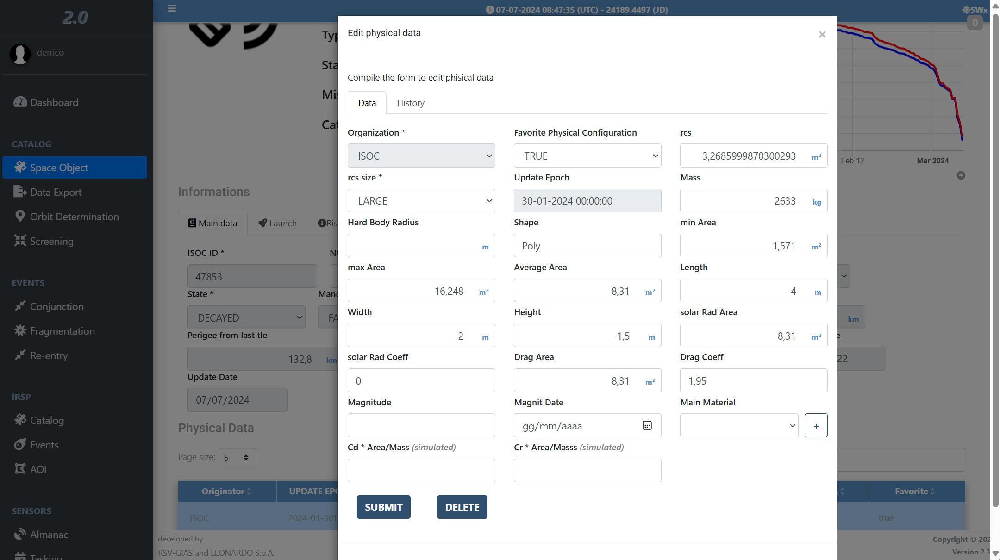 2.0
07-07-2024 08:47:35 (UTC) - 24189.4497 (JD)
SWx
0
derrico
Dashboard
CATALOG
Space Object
Data Export
Orbit Determination
Screening
EVENTS
Conjunction
Fragmentation
Re-entry
IRSP
Catalog
Events
AOI
SENSORS
Almanac
Tasking
Feb 12
Mar 2024
Informations
Main data
Launch
ISOC ID *
47853
State *
DECAYED
Perigee from last tle
132,8 km
km
22
Update Date
07/07/2024
Physical Data
Page size: 5
Originator
UPDATE
Favorite
ISOC
2024-01-30T
true
developed by
RSV-GIAS and LEONARDO S.p.A.
Copyright ©
Version 2.3
Edit physical data
×
Compile the form to edit phisical data
Data
History
Organization *
Favorite Physical Configuration
rcs
ISOC
TRUE
3,2685999870300293 m²
rcs size *
Update Epoch
Mass
LARGE
30-01-2024 00:00:00
2633 kg
Hard Body Radius
Shape
min Area
m
Poly
1,571 m²
max Area
Average Area
Length
16,248 m²
8,31 m²
4 m
Width
Height
solar Rad Area
2 m
1,5 m
8,31 m²
solar Rad Coeff
Drag Area
Drag Coeff
0
8,31 m²
1,95
Magnitude
Magnit Date
Main Material
gg/mm/aaaa
+
Cd * Area/Mass (simulated)
Cr * Area/Masss (simulated)
SUBMIT
DELETE